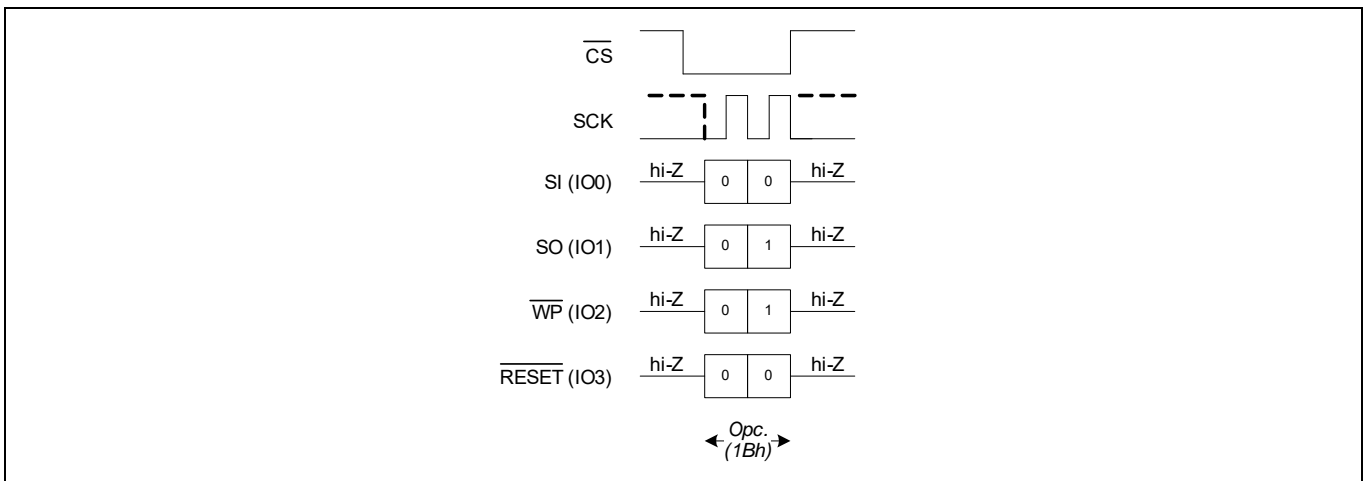 CS
SCK
SI (IO0) hi-Z 0 0 hi-Z
SO (IO1) hi-Z 0 1 hi-Z
WP (IO2) hi-Z 0 1 hi-Z
RESET (IO3) hi-Z 0 0 hi-Z
Opc.
(1Bh)